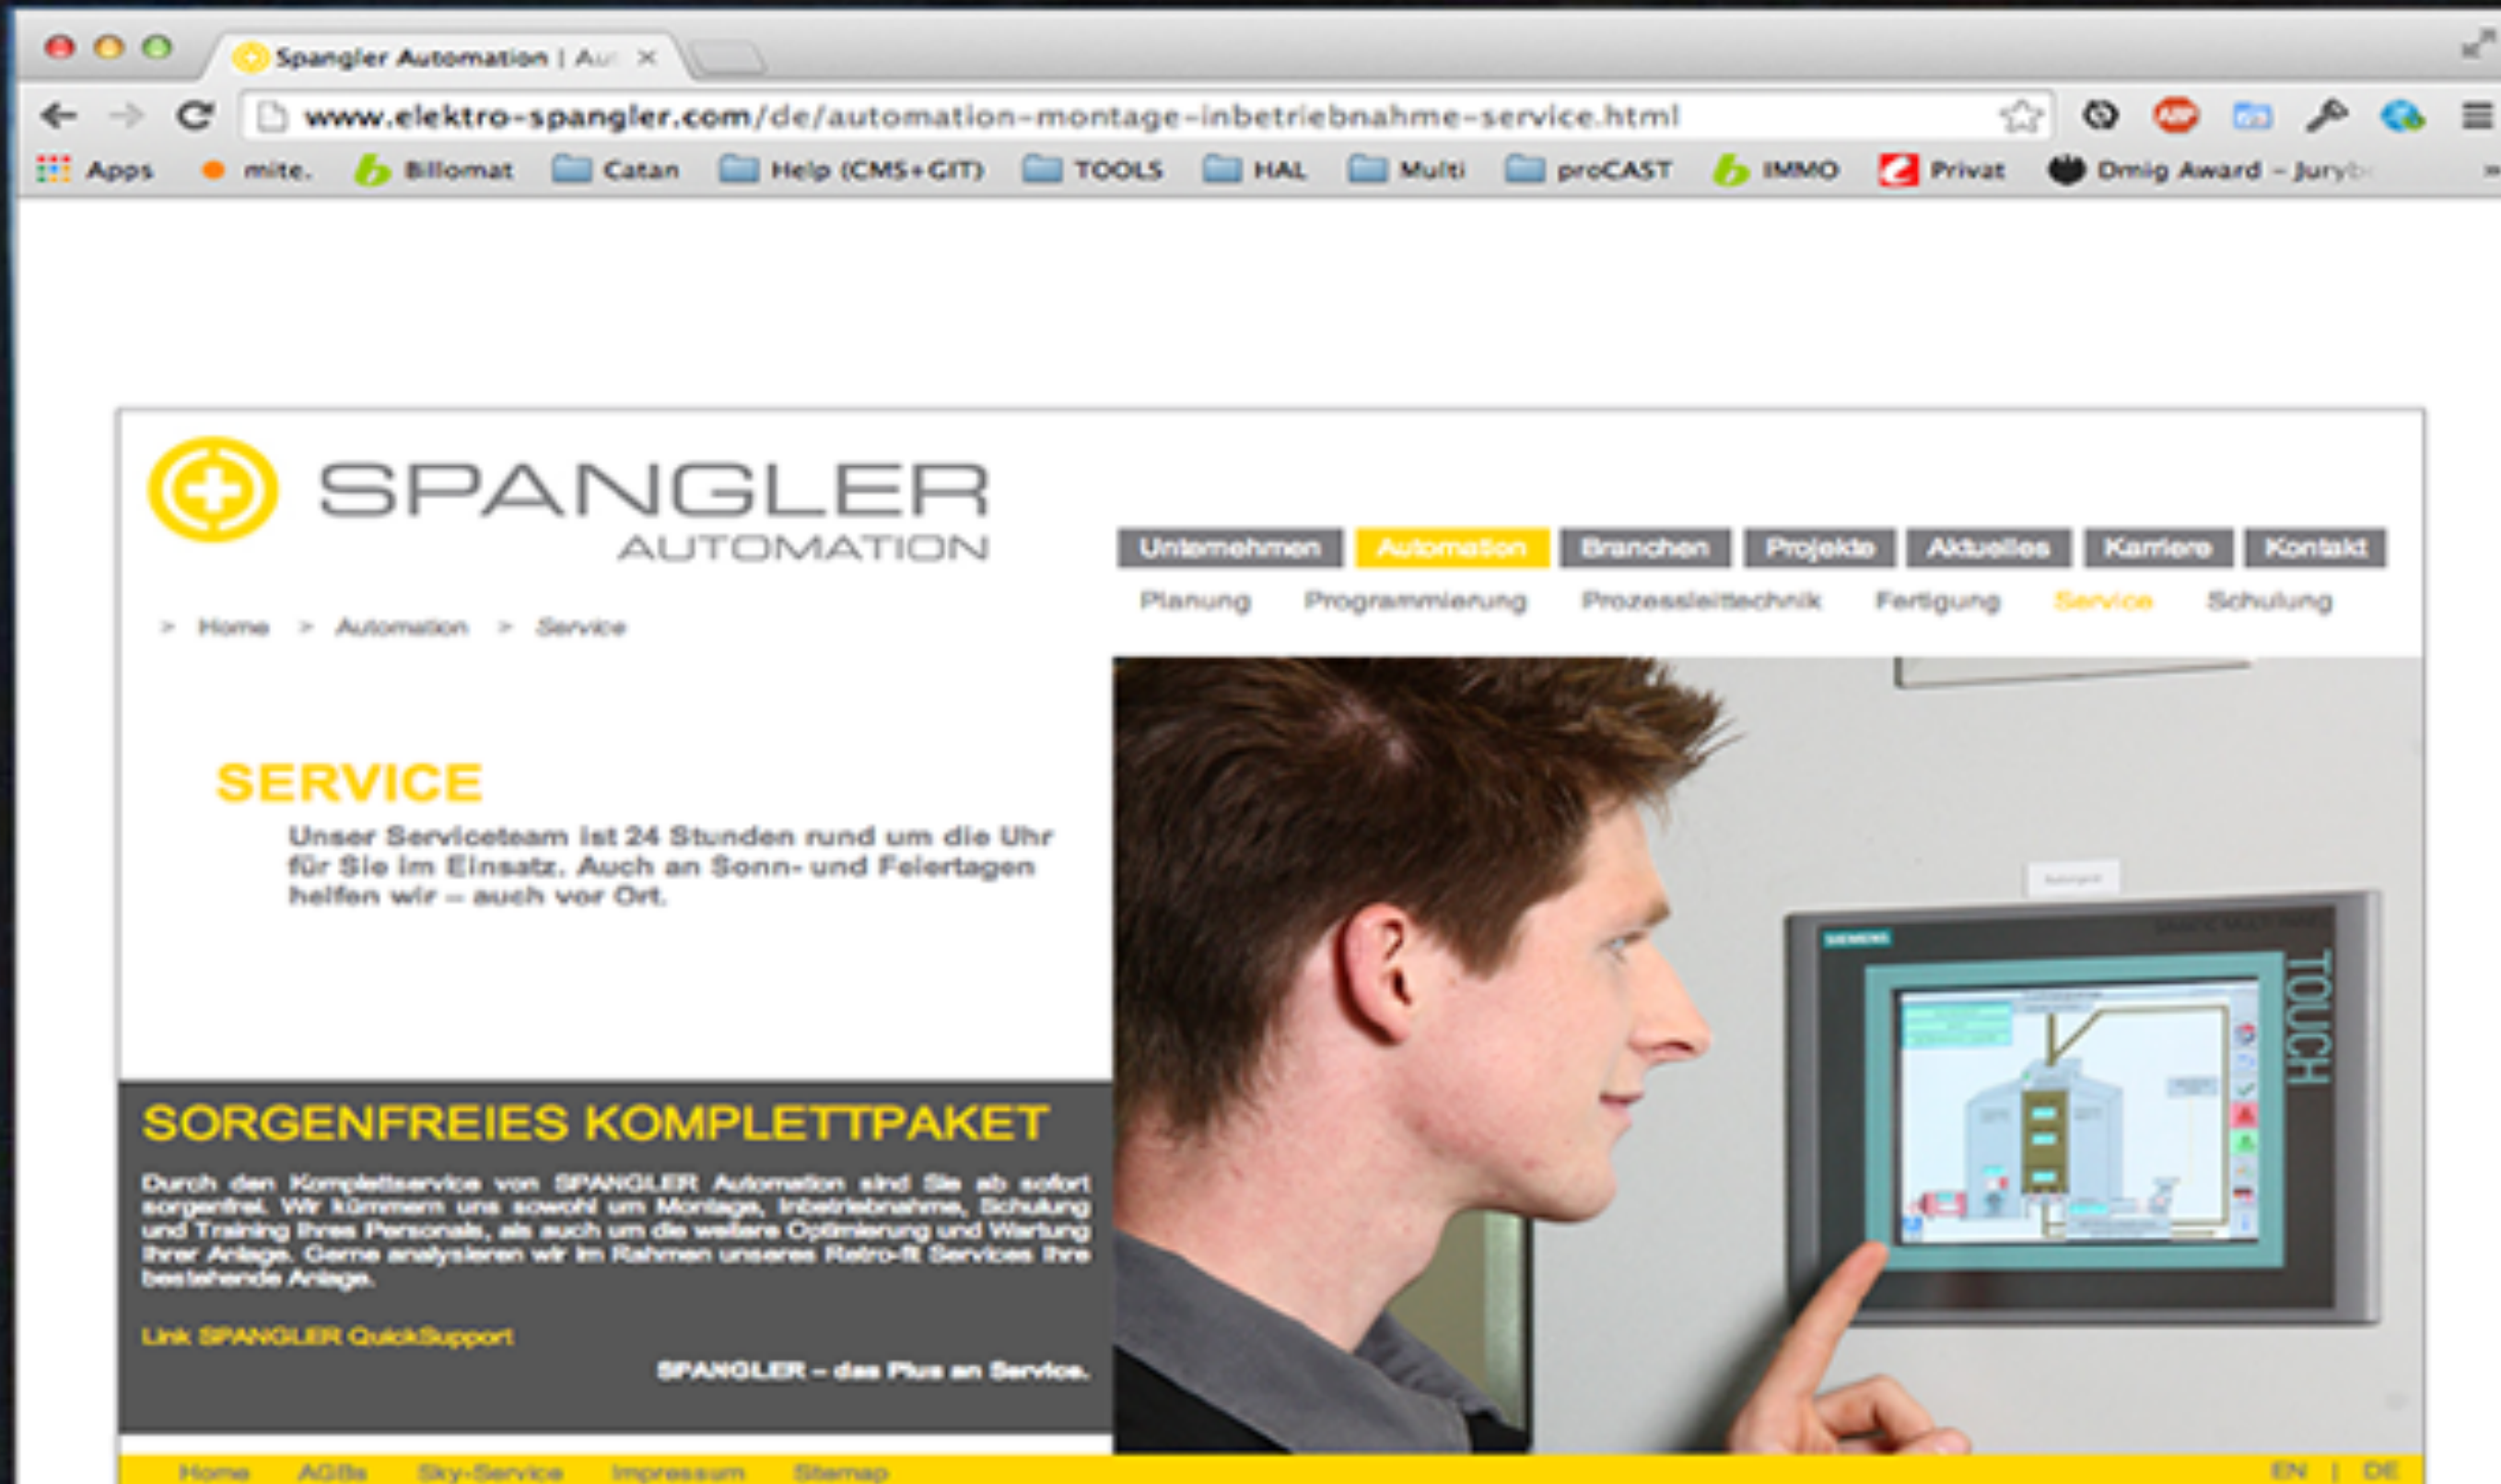 Spangler Automation | Au
www.elektro-spangler.com/de/automation-montage-inbetriebnahme-service.html
Apps mite. Billomat Catan Help (CMS+GIT) TOOLS HAL Multi proCAST IMMO Privat Dmig Award – Juryb
SPANGLER
AUTOMATION
Unternehmen Automation Branchen Projekte Aktuelles Karriere Kontakt
Planung Programmierung Prozessleittechnik Fertigung Service Schulung
> Home > Automation > Service
SERVICE
Unser Serviceteam ist 24 Stunden rund um die Uhr
für Sie im Einsatz. Auch an Sonn- und Feiertagen
helfen wir – auch vor Ort.
SIEMENS
TOUCH
SORGENFREIES KOMPLETTPAKET
Durch den Komplettservice von SPANGLER Automation sind Sie ab sofort
sorgenfrei. Wir kümmern uns sowohl um Montage, Inbetriebnahme, Schulung
und Training Ihres Personals, als auch um die weitere Optimierung und Wartung
Ihrer Anlage. Gerne analysieren wir im Rahmen unseres Retro-fit Services Ihre
bestehende Anlage.
Link SPANGLER QuickSupport
SPANGLER – das Plus an Service.
Home AGBs Sky-Service Impressum Sitemap EN | DE